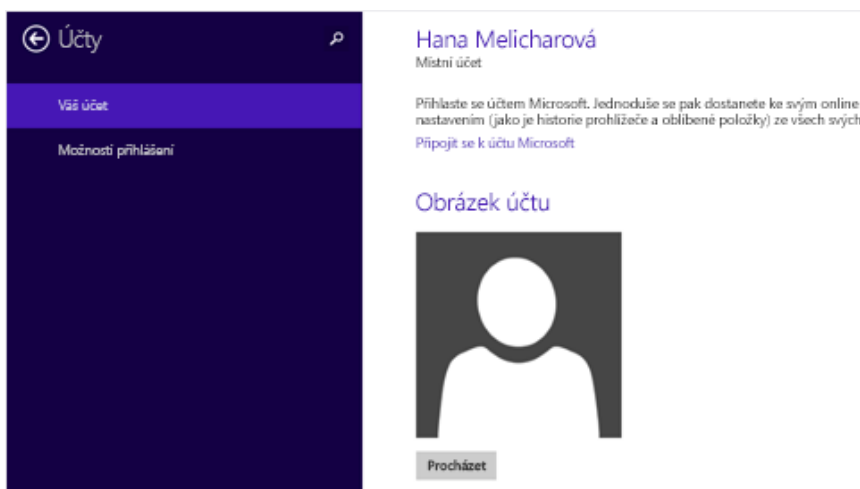 Účty
Váš účet
Možnosti přihlášení
Hana Melicharová
Místní účet
Přihlaste se účtem Microsoft. Jednoduše se pak dostanete ke svým online
nastavením (jako je historie prohlížeče a oblíbené položky) ze všech svých
Připojit se k účtu Microsoft
Obrázek účtu
Procházet